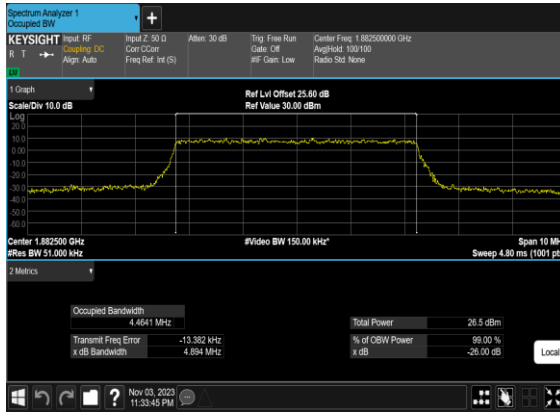 Spectrum Analyzer 1
Occupied BW
+
KEYSIGHT Input: RF Input Z: 50 Ω Atten: 30 dB Trig: Free Run Center Freq: 1.882500000 GHz
R T Coupling: DC Corr CCorr Gate: Off Avg|Hold: 100/100
Align: Auto Freq Ref: Int (S) #IF Gain: Low Radio Std: None
LXI
1 Graph
Ref Lvl Offset 25.60 dB
Scale/Div 10.0 dB Ref Value 30.00 dBm
Log
20.0
10.0
0.00
-10.0
-20.0
-30.0
-40.0
-50.0
-60.0
Center 1.882500 GHz #Video BW 150.00 kHz* Span 10 MH
#Res BW 51.000 kHz Sweep 4.80 ms (1001 pts
2 Metrics
Occupied Bandwidth
4.4641 MHz Total Power 26.5 dBm
Transmit Freq Error -13.382 kHz % of OBW Power 99.00 %
x dB Bandwidth 4.894 MHz x dB -26.00 dB
Local
? Nov 03, 2023
11:33:45 PM